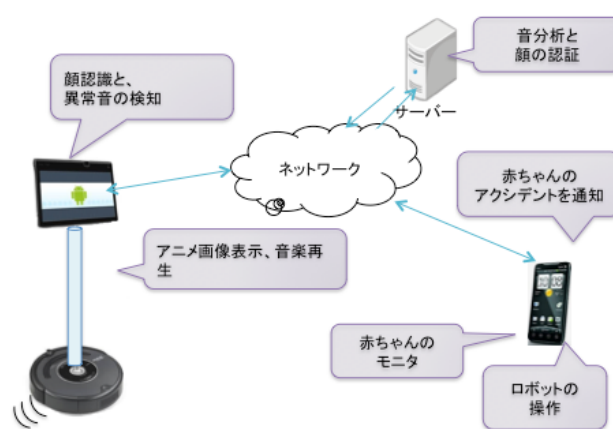 音分析と
顔の認証
顔認識と、
異常音の検知
サーバー
ネットワーク
赤ちゃんの
アクシデントを通知
アニメ画像表示、音楽再
生
赤ちゃんの
モニタ
ロボットの
操作